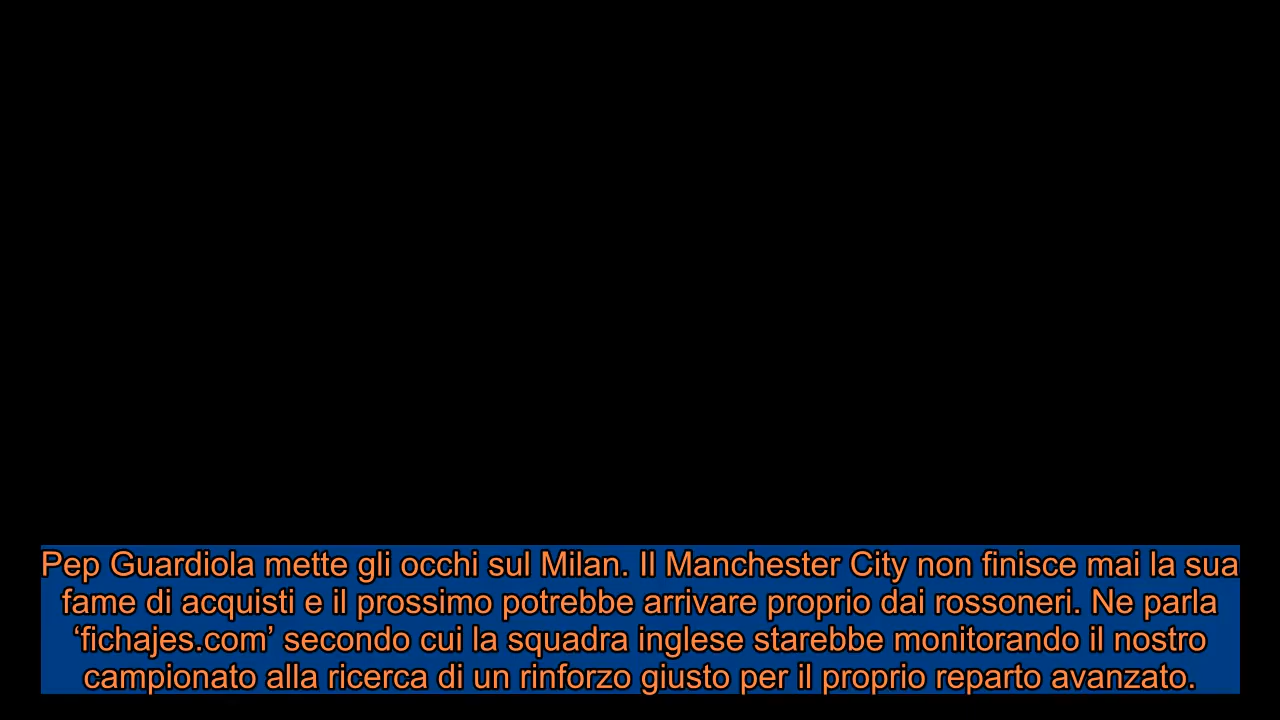 Pep Guardiola mette gli occhi sul Milan. Il Manchester City non finisce mai la sua
fame di acquisti e il prossimo potrebbe arrivare proprio dai rossoneri. Ne parla
‘fichajes.com’ secondo cui la squadra inglese starebbe monitorando il nostro
campionato alla ricerca di un rinforzo giusto per il proprio reparto avanzato.